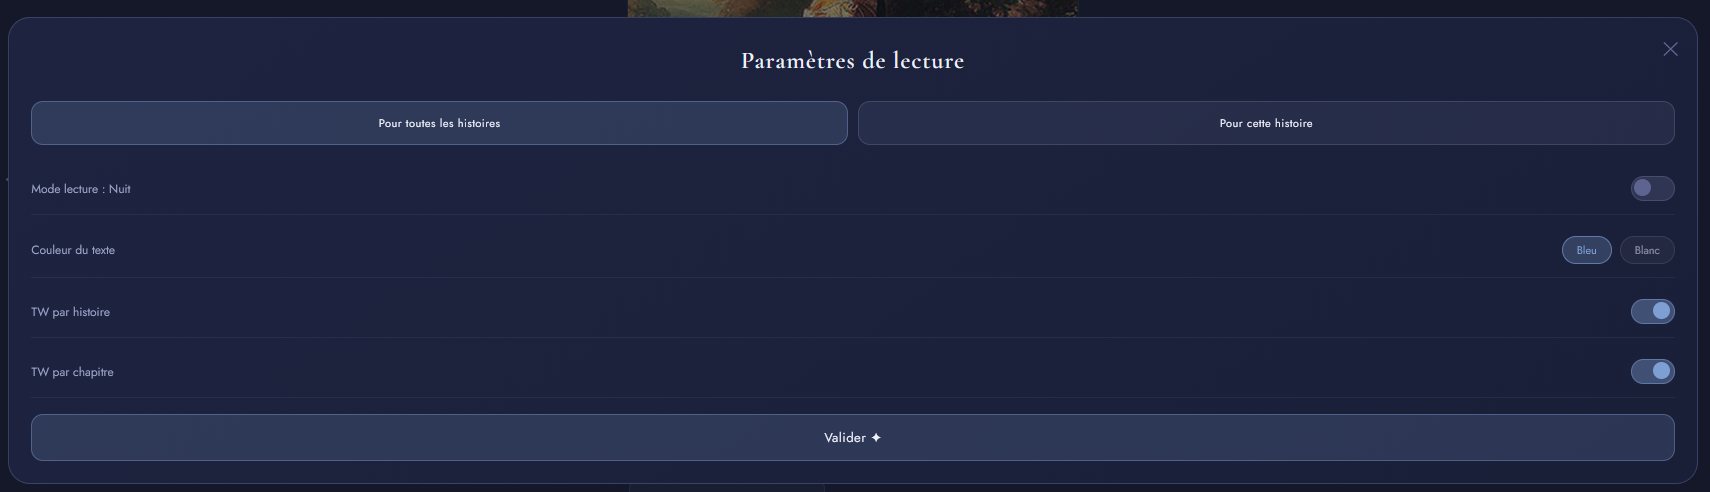 Paramètres de lecture
Pour toutes les histoires
Pour cette histoire
Mode lecture : Nuit
Couleur du texte
Bleu
Blanc
TW par histoire
TW par chapitre
Valider ✦